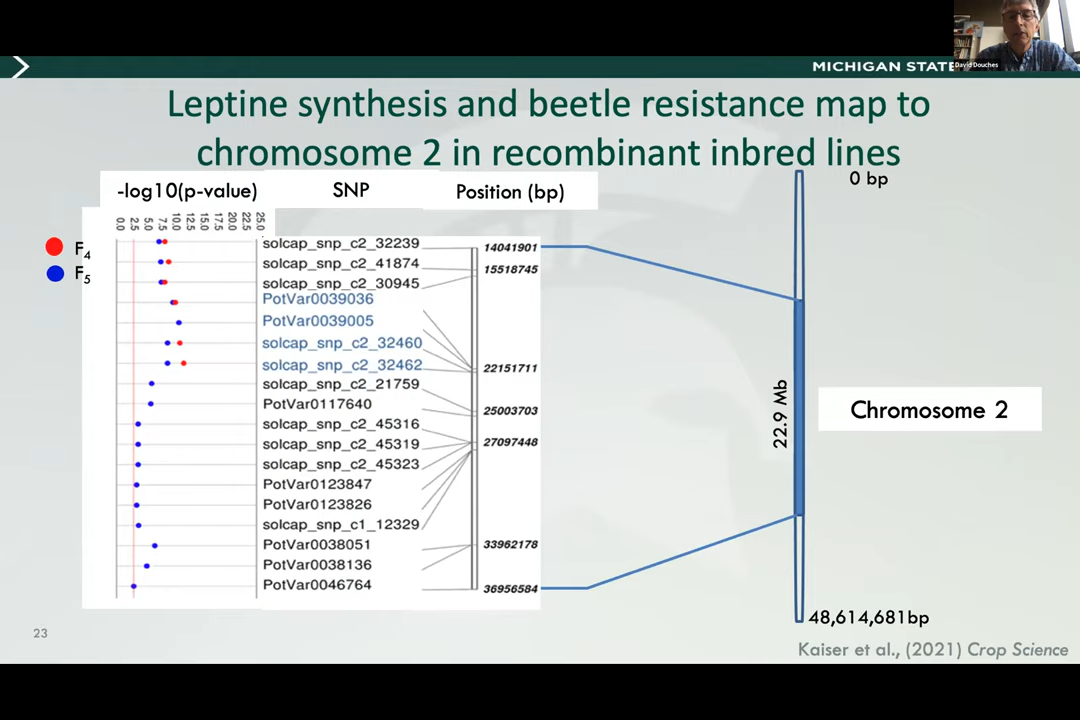 MICHIGAN STATE
David Douches
Leptine synthesis and beetle resistance map to
chromosome 2 in recombinant inbred lines
-log10(p-value)
SNP
Position (bp)
0 bp
0.0
2.5
5.0
7.5
10.0
12.5
15.0
17.5
20.0
22.5
25.0
F4
F5
solcap_snp_c2_32239
solcap_snp_c2_41874
solcap_snp_c2_30945
PotVar0039036
PotVar0039005
solcap_snp_c2_32460
solcap_snp_c2_32462
solcap_snp_c2_21759
PotVar0117640
solcap_snp_c2_45316
solcap_snp_c2_45319
solcap_snp_c2_45323
PotVar0123847
PotVar0123826
solcap_snp_c1_12329
PotVar0038051
PotVar0038136
PotVar0046764
14041901
15518745
22151711
25003703
27097448
33962178
36956584
22.9 Mb
Chromosome 2
48,614,681bp
23
Kaiser et al., (2021) Crop Science